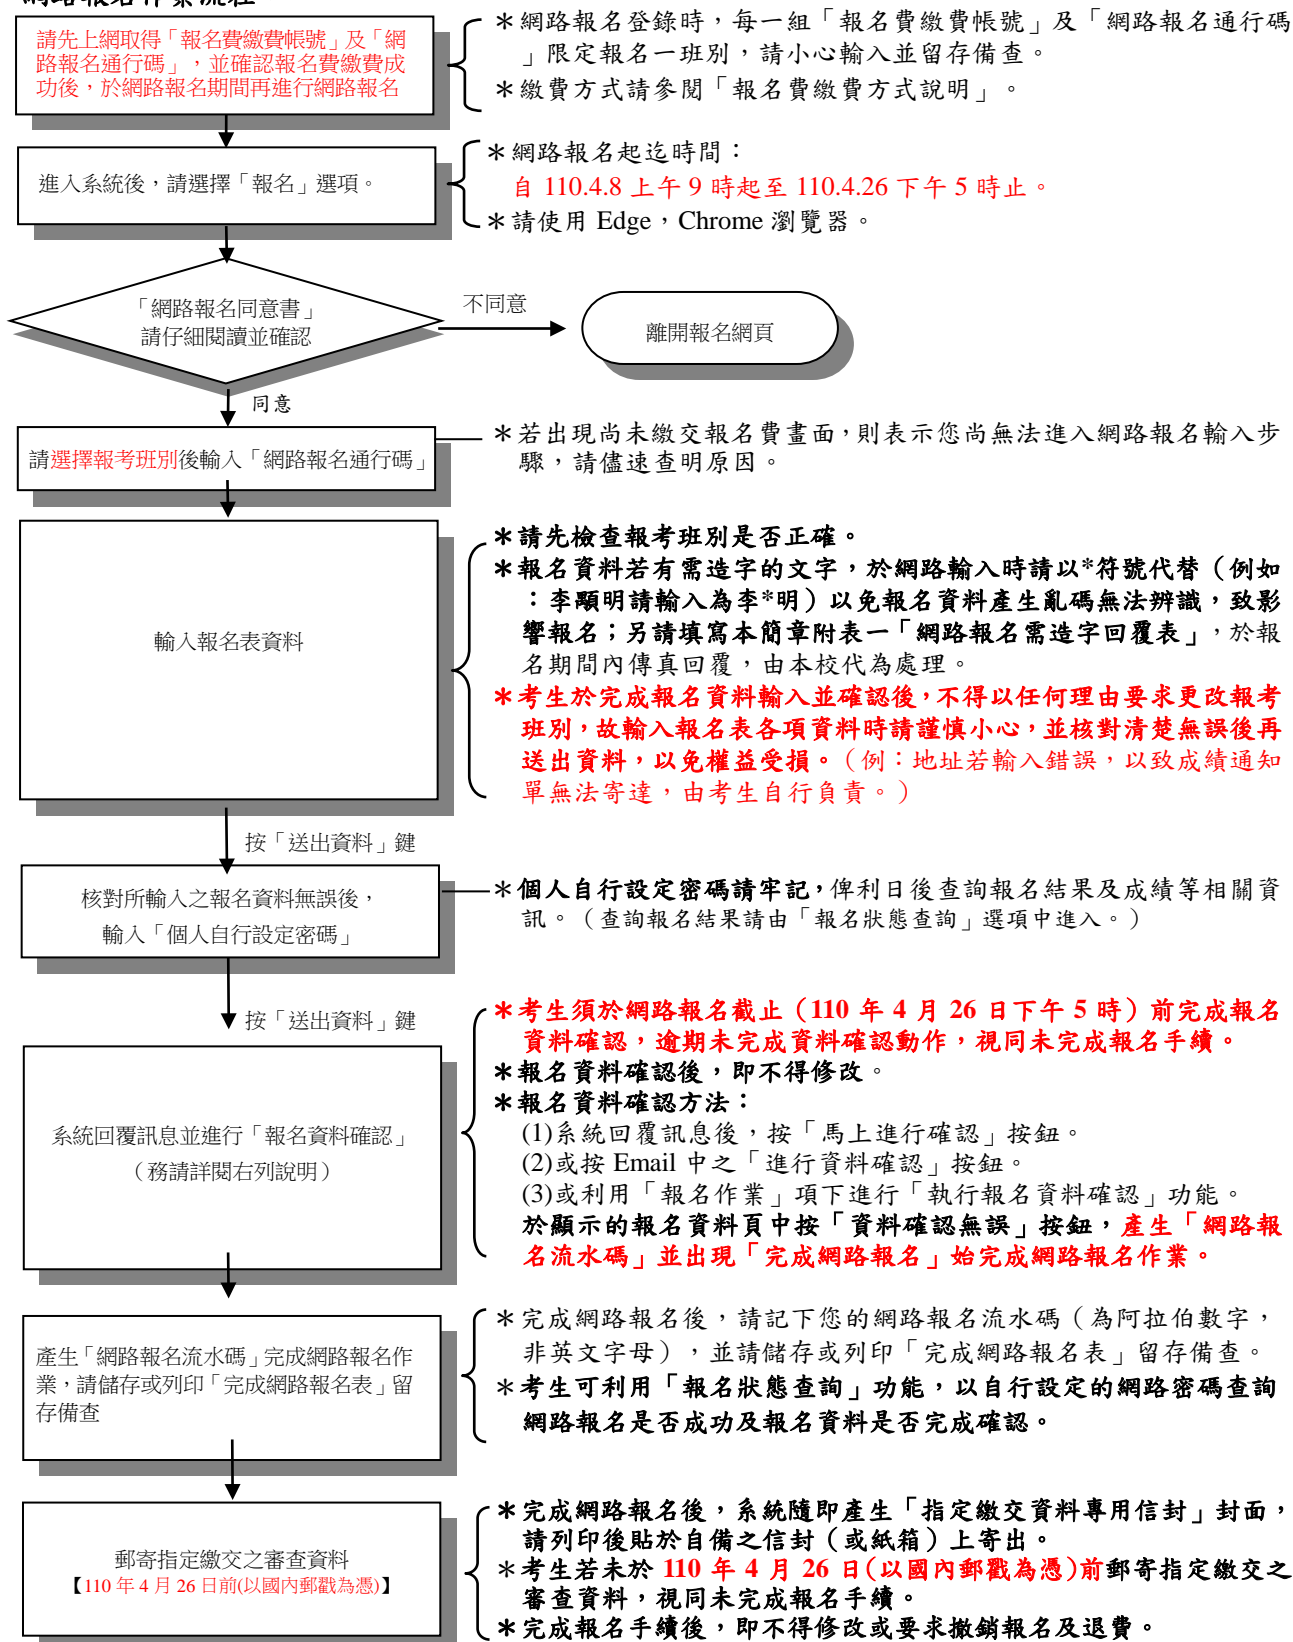 網路報名作業流程
請先上網取得「報名費繳費帳號」及「網
路報名通行碼」，並確認報名費繳費成
功後，於網路報名期間再進行網路報名
＊網路報名登錄時，每一組「報名費繳費帳號」及「網路報名通行碼
」限定報名一班別，請小心輸入並留存備查。
＊繳費方式請參閱「報名費繳費方式說明」。
進入系統後，請選擇「報名」選項。
＊網路報名起迄時間：
自 110.4.8 上午 9 時起至 110.4.26 下午 5 時止。
＊請使用 Edge，Chrome 瀏覽器。
「網路報名同意書」
請仔細閱讀並確認
不同意
離開報名網頁
同意
請選擇報考班別後輸入「網路報名通行碼」
＊若出現尚未繳交報名費畫面，則表示您尚無法進入網路報名輸入步
驟，請儘速查明原因。
輸入報名表資料
＊請先檢查報考班別是否正確。
＊報名資料若有需造字的文字，於網路輸入時請以*符號代替（例如
：李顯明請輸入為李*明）以免報名資料產生亂碼無法辨識，致影
響報名；另請填寫本簡章附表一「網路報名需造字回覆表」，於報
名期間內傳真回覆，由本校代為處理。
＊考生於完成報名資料輸入並確認後，不得以任何理由要求更改報考
班別，故輸入報名表各項資料時請謹慎小心，並核對清楚無誤後再
送出資料，以免權益受損。（例：地址若輸入錯誤，以致成績通知
單無法寄達，由考生自行負責。）
按「送出資料」鍵
核對所輸入之報名資料無誤後，
輸入「個人自行設定密碼」
＊個人自行設定密碼請牢記，俾利日後查詢報名結果及成績等相關資
訊。（查詢報名結果請由「報名狀態查詢」選項中進入。）
按「送出資料」鍵
系統回覆訊息並進行「報名資料確認」
（務請詳閱右列說明）
＊考生須於網路報名截止（110 年 4 月 26 日下午 5 時）前完成報名
資料確認，逾期未完成資料確認動作，視同未完成報名手續。
＊報名資料確認後，即不得修改。
＊報名資料確認方法：
(1)系統回覆訊息後，按「馬上進行確認」按鈕。
(2)或按 Email 中之「進行資料確認」按鈕。
(3)或利用「報名作業」項下進行「執行報名資料確認」功能。
於顯示的報名資料頁中按「資料確認無誤」按鈕，產生「網路報
名流水碼」並出現「完成網路報名」始完成網路報名作業。
產生「網路報名流水碼」完成網路報名作
業，請儲存或列印「完成網路報名表」留
存備查
＊完成網路報名後，請記下您的網路報名流水碼（為阿拉伯數字，
非英文字母），並請儲存或列印「完成網路報名表」留存備查。
＊考生可利用「報名狀態查詢」功能，以自行設定的網路密碼查詢
網路報名是否成功及報名資料是否完成確認。
郵寄指定繳交之審查資料
【110 年 4 月 26 日前(以國內郵戳為憑)】
＊完成網路報名後，系統隨即產生「指定繳交資料專用信封」封面，
請列印後貼於自備之信封（或紙箱）上寄出。
＊考生若未於 110 年 4 月 26 日(以國內郵戳為憑)前郵寄指定繳交之
審查資料，視同未完成報名手續。
＊完成報名手續後，即不得修改或要求撤銷報名及退費。